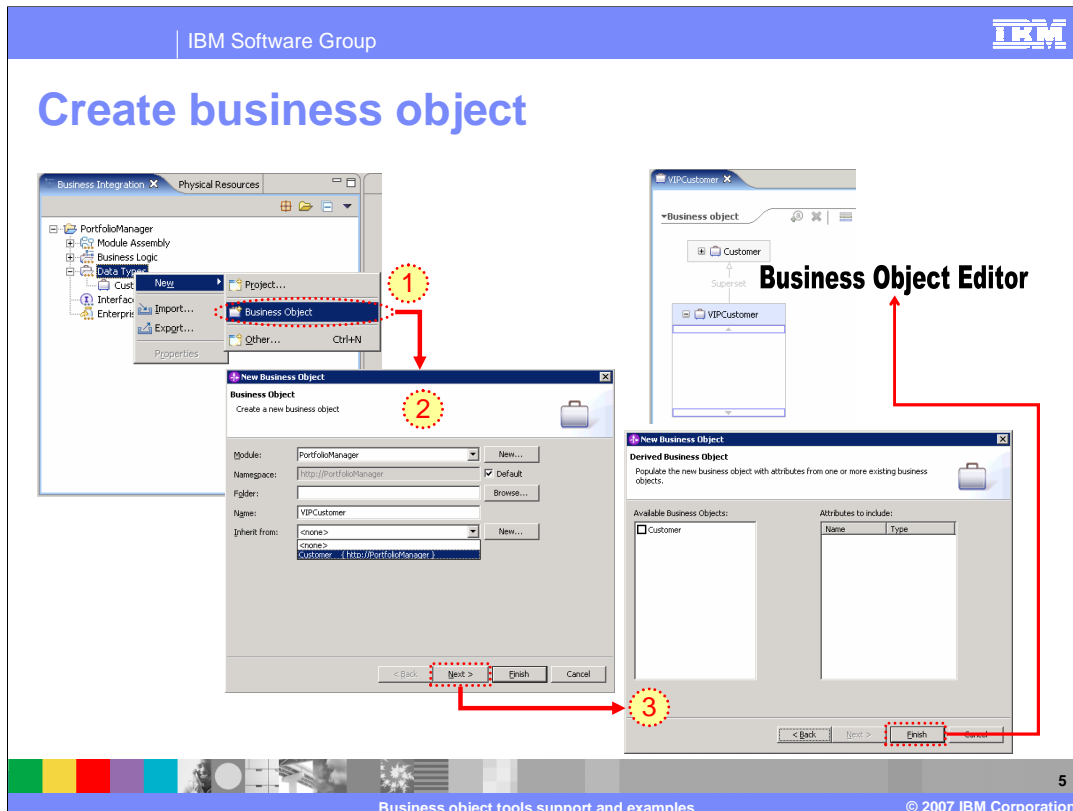 IBM Software Group
IBM
Create business object
Business Integration
Physical Resources
PortfolioManager
Module Assembly
Business Logic
Data Types
Cust
Interfac
Enterpris
New
Import...
Export...
Properties
Project...
Business Object
Other... Ctrl+N
1
New Business Object
Business Object
Create a new business object
2
Module: PortfolioManager New...
Namespace: http://PortfolioManager Default
Folder: Browse...
Name: VIPCustomer
Inherit from: <none> New...
<none>
Customer { http://PortfolioManager }
< Back Next > Finish Cancel
VIPCustomer
Business object
Customer
Superset
VIPCustomer
Business Object Editor
New Business Object
Derived Business Object
Populate the new business object with attributes from one or more existing business
objects.
Available Business Objects: Attributes to include:
Customer
Name Type
3
< Back Next > Finish Cancel
5
Business object tools support and examples
© 2007 IBM Corporation